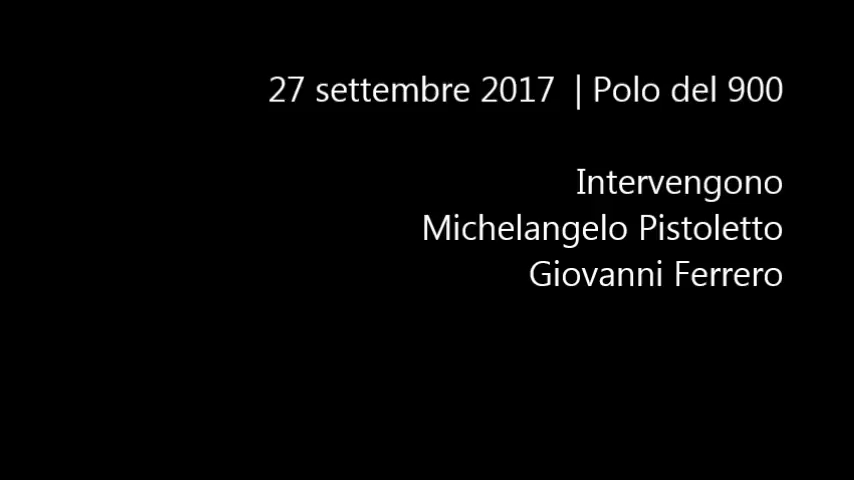 27 settembre 2017 | Polo del 900
Intervengono
Michelangelo Pistoletto
Giovanni Ferrero